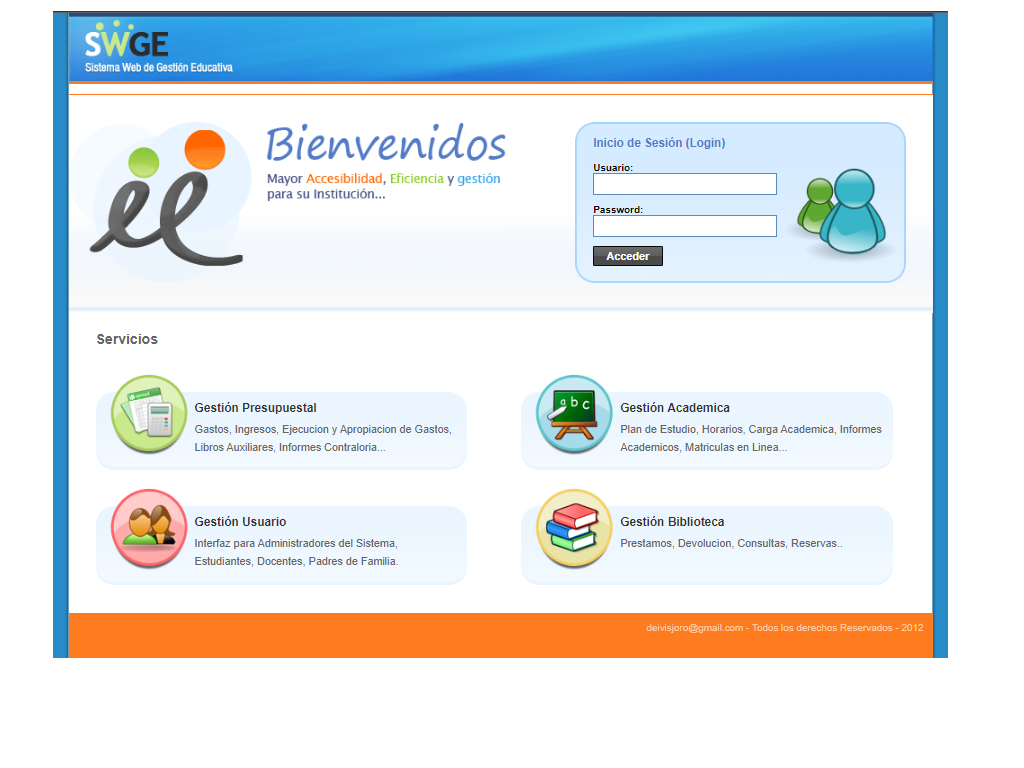 SWGE
Sistema Web de Gestión Educativa
Bienvenidos
Mayor Accesibilidad, Eficiencia y gestión
para su Institución...
Inicio de Sesión (Login)
Usuario:
Password:
Acceder
Servicios
Gestión Presupuestal
Gastos, Ingresos, Ejecucion y Apropiacion de Gastos,
Libros Auxiliares, Informes Contraloria...
a b c
Gestión Academica
Plan de Estudio, Horarios, Carga Academica, Informes
Academicos, Matriculas en Linea...
Gestión Usuario
Interfaz para Administradores del Sistema,
Estudiantes, Docentes, Padres de Familia.
Gestión Biblioteca
Prestamos, Devolucion, Consultas, Reservas..
deivisjoro@gmail.com - Todos los derechos Reservados - 2012